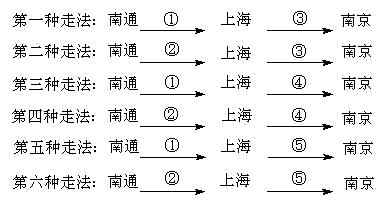 第一种走法：南通 ① 上海 ③ 南京
第二种走法：南通 ② 上海 ③ 南京
第三种走法：南通 ① 上海 ④ 南京
第四种走法：南通 ② 上海 ④ 南京
第五种走法：南通 ① 上海 ⑤ 南京
第六种走法：南通 ② 上海 ⑤ 南京